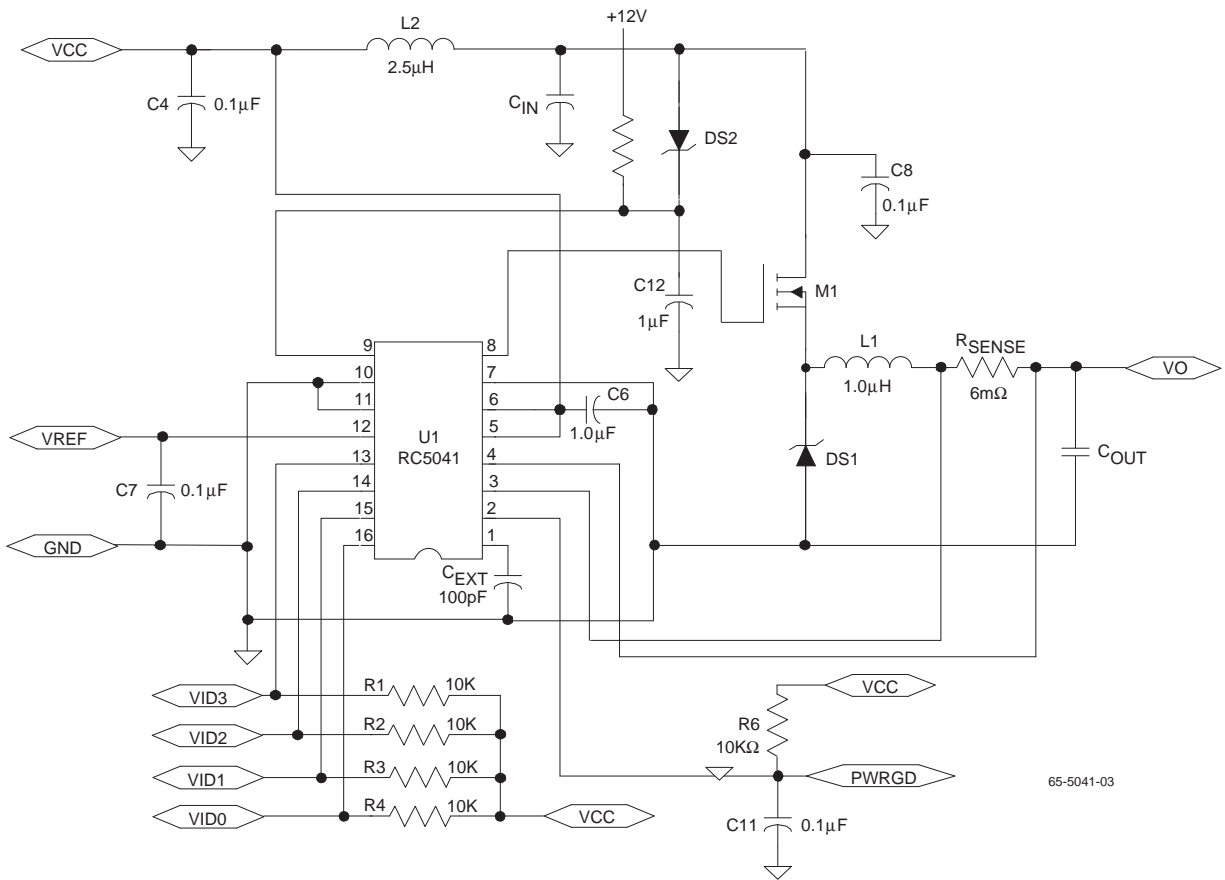 +12V
L2
VCC
2.5μH
C4 0.1μF
CIN
DS2
C8
0.1μF
C12
1μF
M1
9 8
10 7
11 6
12 5
13 4
14 3
15 2
16 1
U1
RC5041
C6
1.0μF
L1
1.0μH
RSENSE
6mΩ
VO
VREF
C7 0.1μF
DS1
COUT
GND
CEXT
100pF
VID3
R1 10K
VID2
R2 10K
VID1
R3 10K
VID0
R4 10K
VCC
VCC
R6
10KΩ
PWRGD
65-5041-03
C11 0.1μF